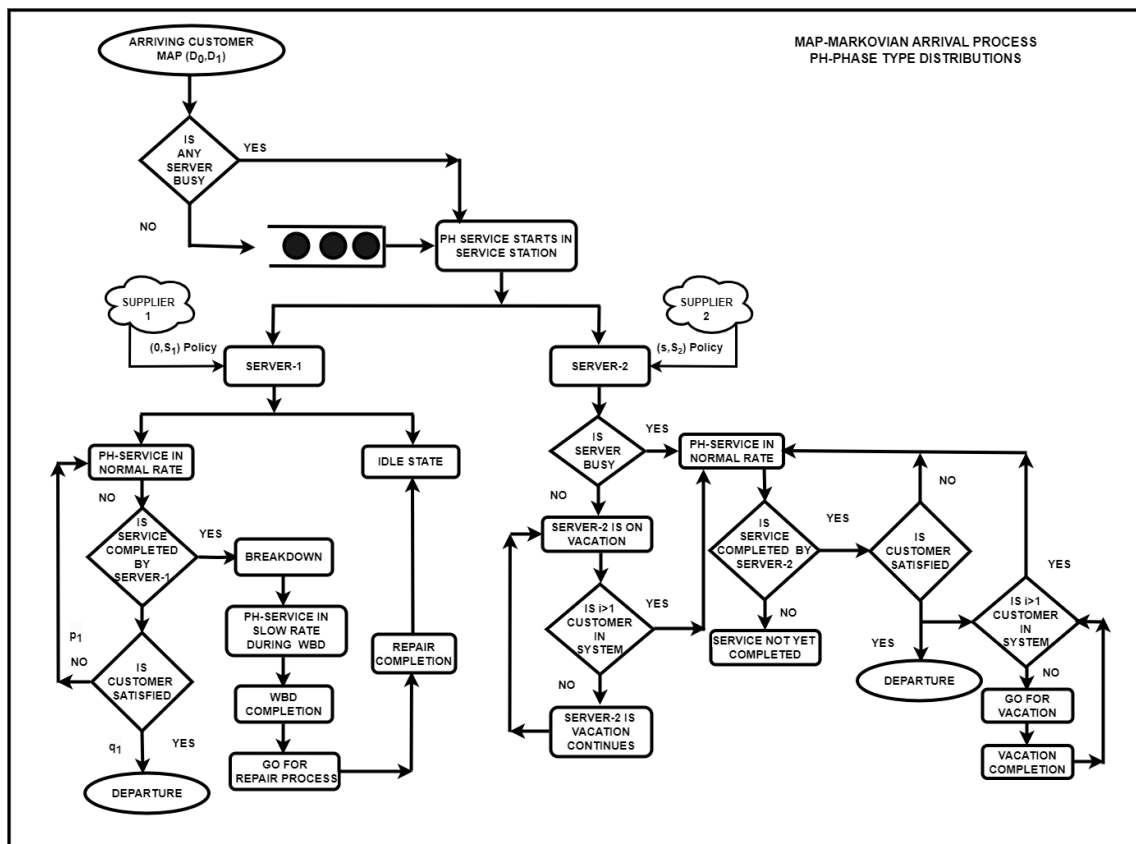 ARRIVING CUSTOMER
MAP (D₀,D₁)
MAP-MARKOVIAN ARRIVAL PROCESS
PH-PHASE TYPE DISTRIBUTIONS
IS
ANY
SERVER
BUSY
YES
NO
PH SERVICE STARTS IN
SERVICE STATION
SUPPLIER
1
(0,S₁) Policy
SERVER-1
SUPPLIER
2
(s,S₂) Policy
SERVER-2
PH-SERVICE IN
NORMAL RATE
NO
IS
SERVICE
COMPLETED
BY
SERVER-1
YES
BREAKDOWN
PH-SERVICE IN
SLOW RATE
DURING WBD
WBD
COMPLETION
GO FOR
REPAIR PROCESS
REPAIR
COMPLETION
IDLE STATE
p₁
NO
IS
CUSTOMER
SATISFIED
q₁
YES
DEPARTURE
IS
SERVER
BUSY
YES
NO
SERVER-2 IS ON
VACATION
IS i>1
CUSTOMER
IN
SYSTEM
YES
NO
SERVER-2 IS
VACATION
CONTINUES
PH-SERVICE IN
NORMAL RATE
IS
SERVICE
COMPLETED BY
SERVER-2
YES
NO
SERVICE NOT YET
COMPLETED
IS
CUSTOMER
SATISFIED
NO
YES
DEPARTURE
YES
IS i>1
CUSTOMER
IN
SYSTEM
NO
GO FOR
VACATION
VACATION
COMPLETION